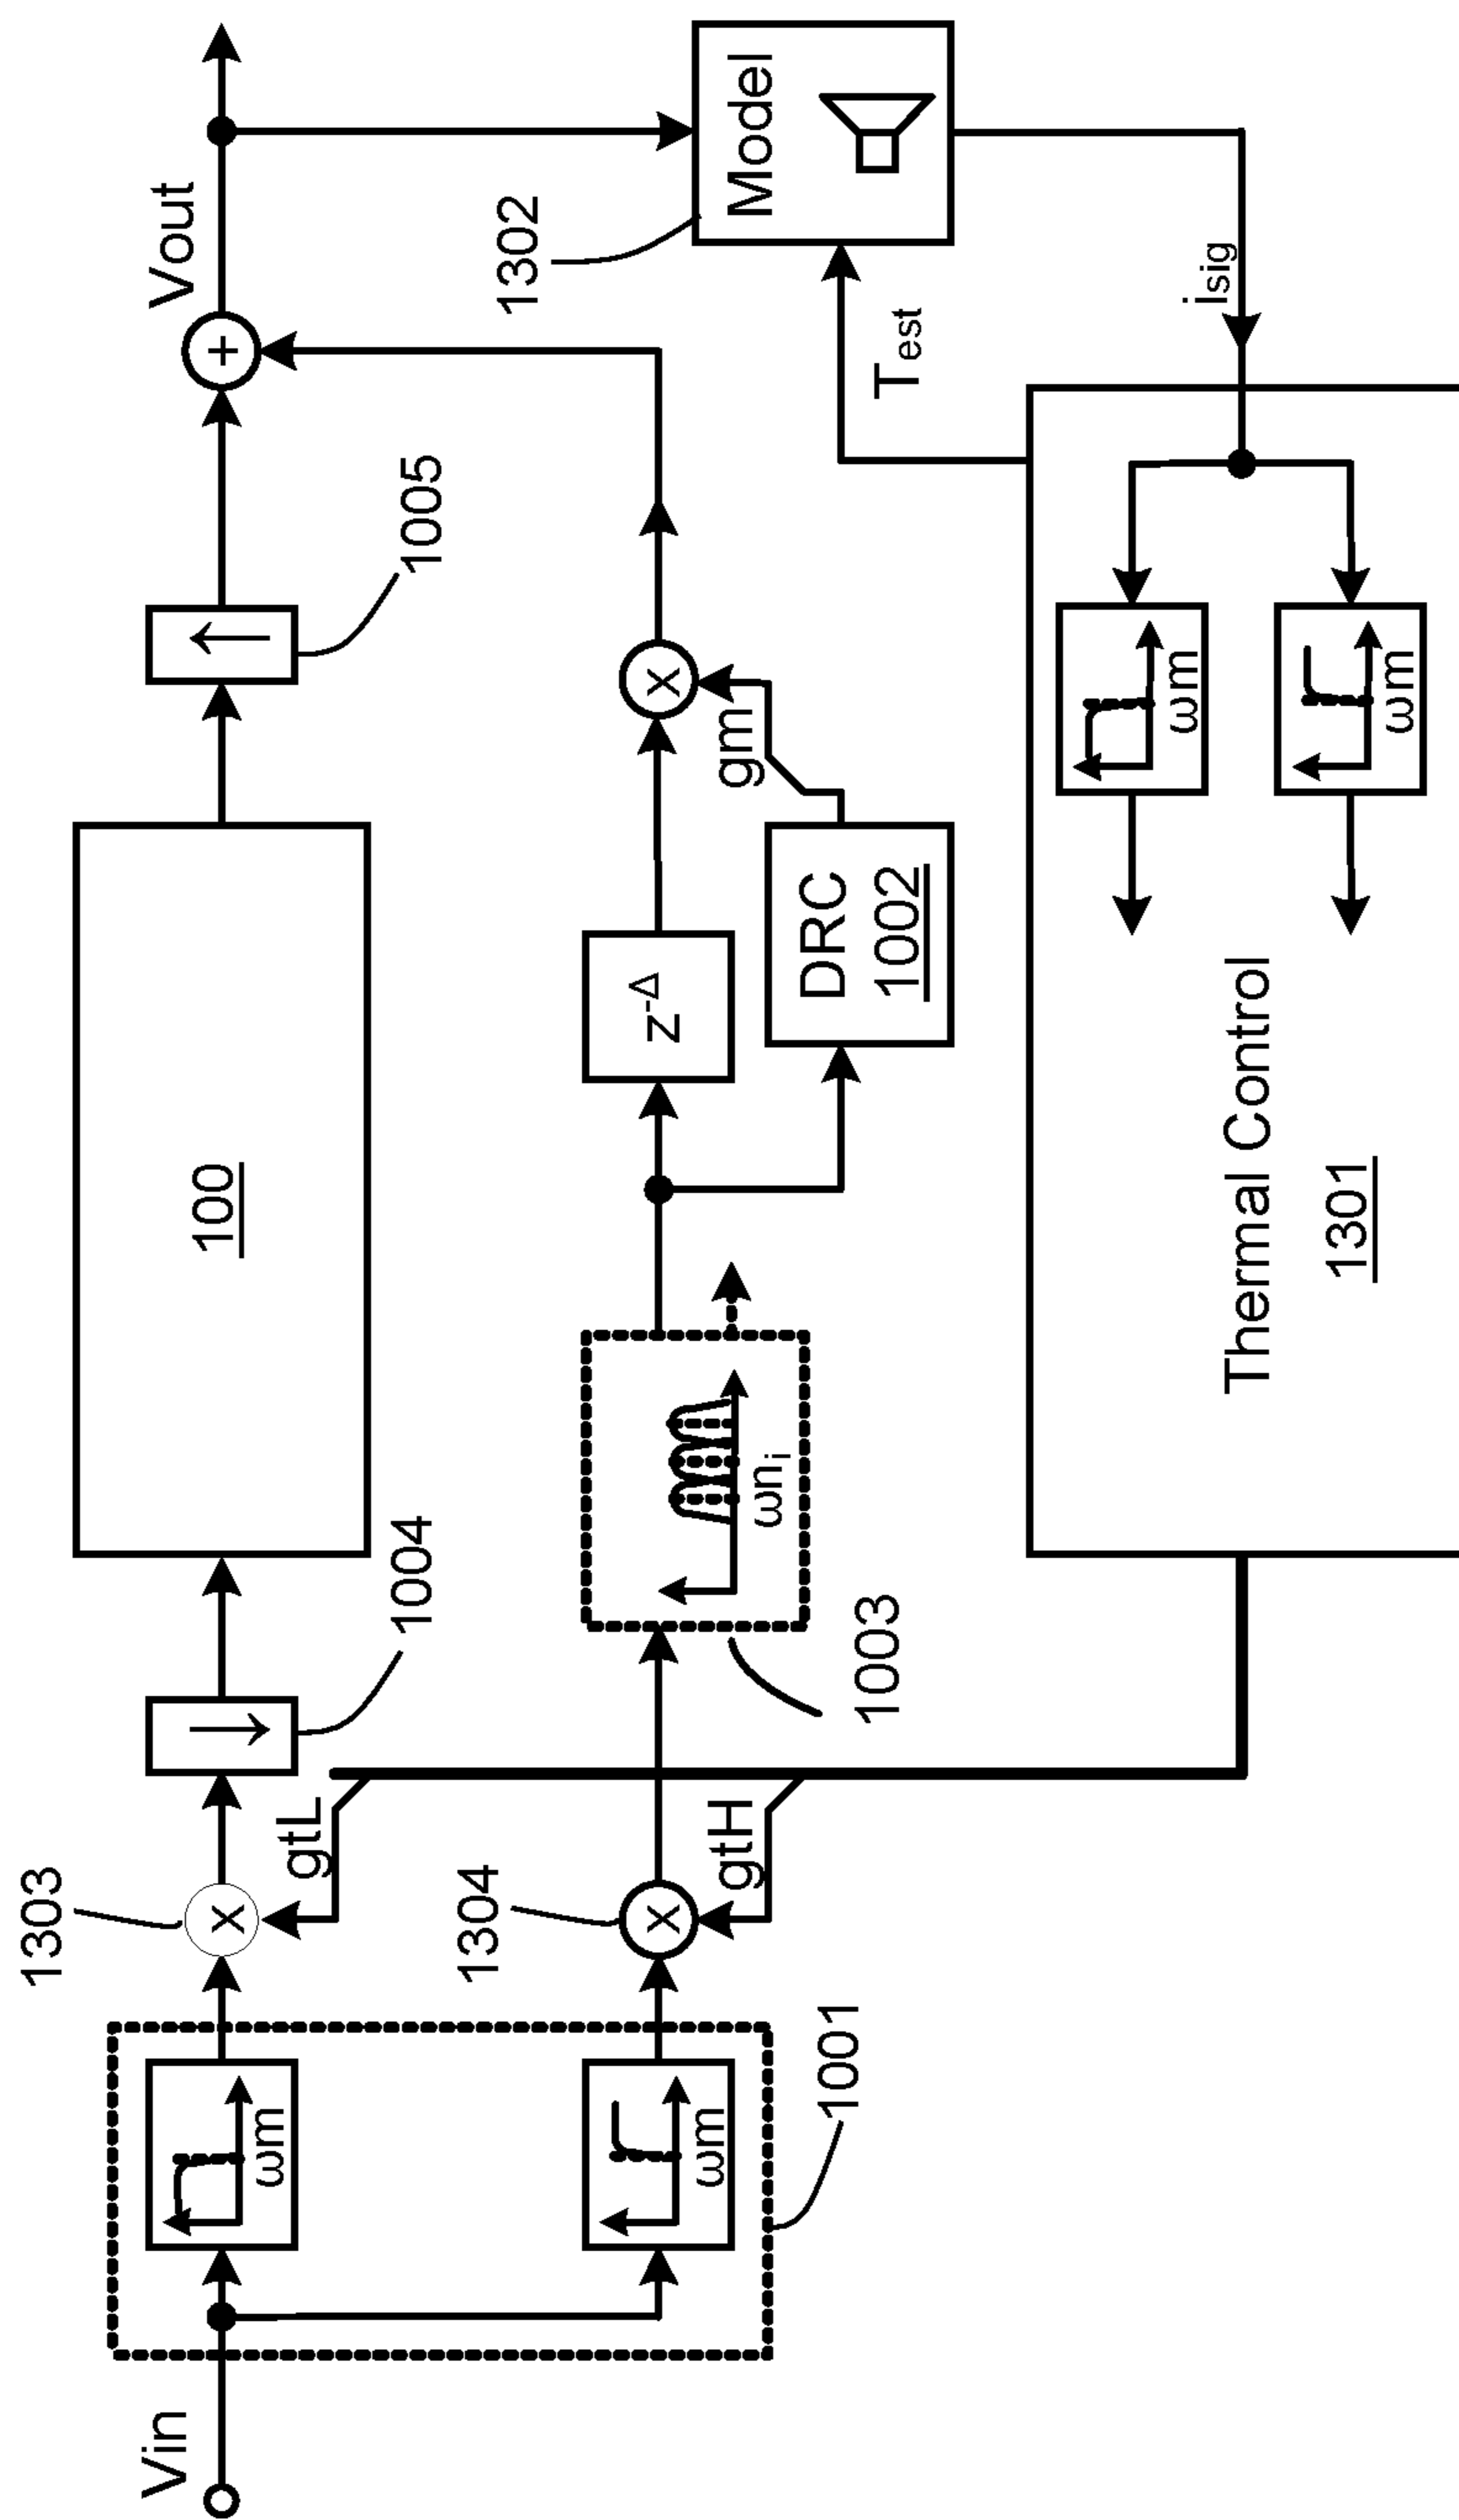 Vin
ωm
ωm
1001
1303
1304
x
x
gtL
gtH
1004
↓
1003
ωnᵢ
100
z⁻Δ
DRC
1002
x
gm
1005
↑
+
Vout
1302
Model
Tₑₛₜ
iₛᵢg
ωm
ωm
Thermal Control
1301